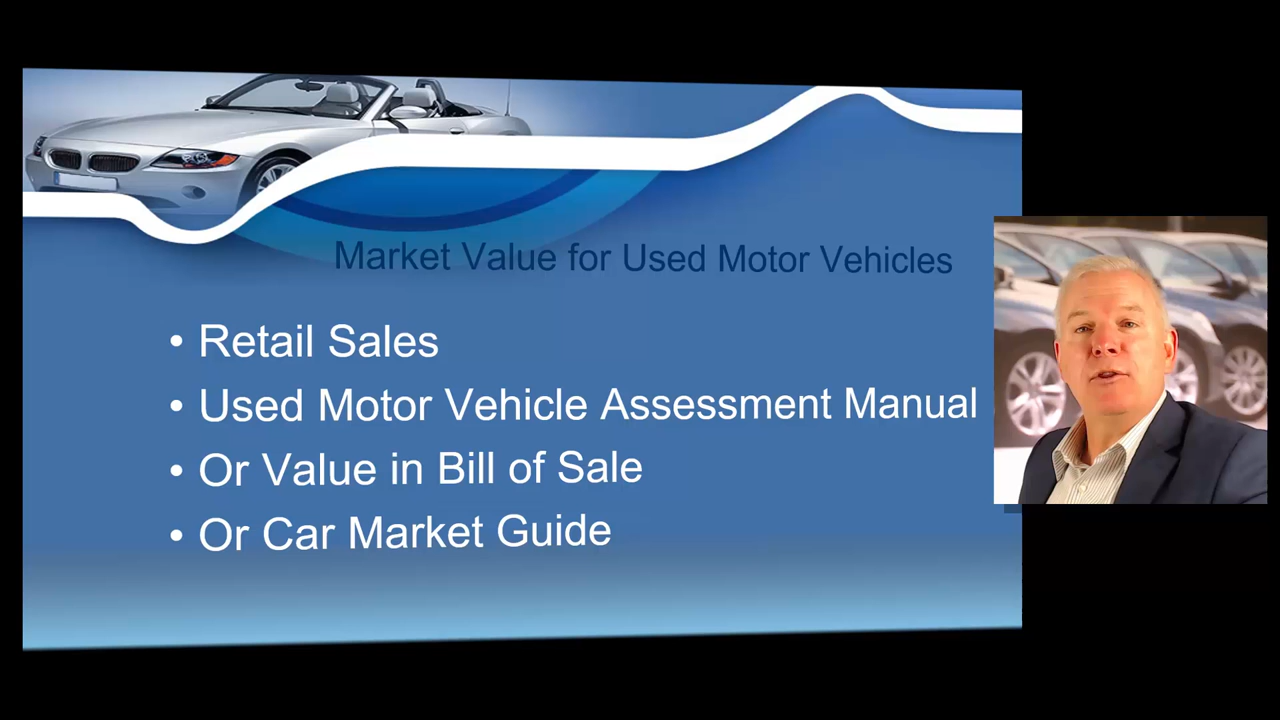 Market Value for Used Motor Vehicles
• Retail Sales
• Used Motor Vehicle Assessment Manual
• Or Value in Bill of Sale
• Or Car Market Guide